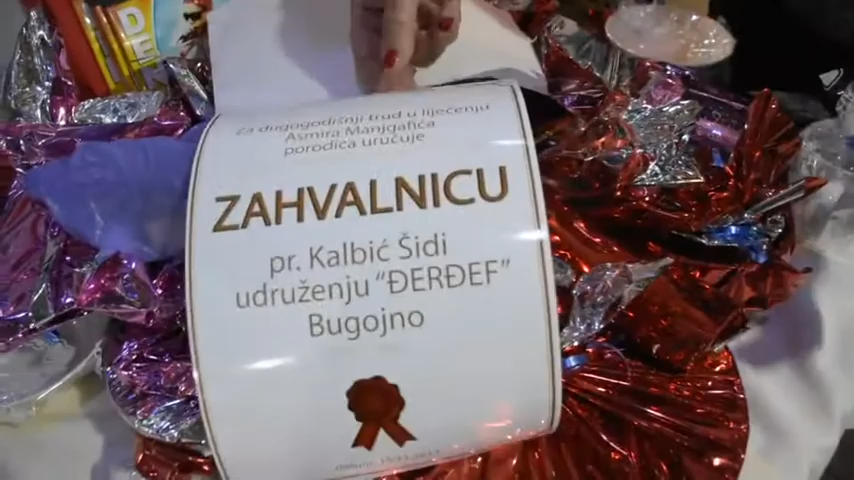 Za dugogodišnji trud u liječenju
Asmira Manjgafića
porodica uručuje
ZAHVALNICU
pr. Kalbić Šidi
udruženju "ĐERĐEF"
Bugojno